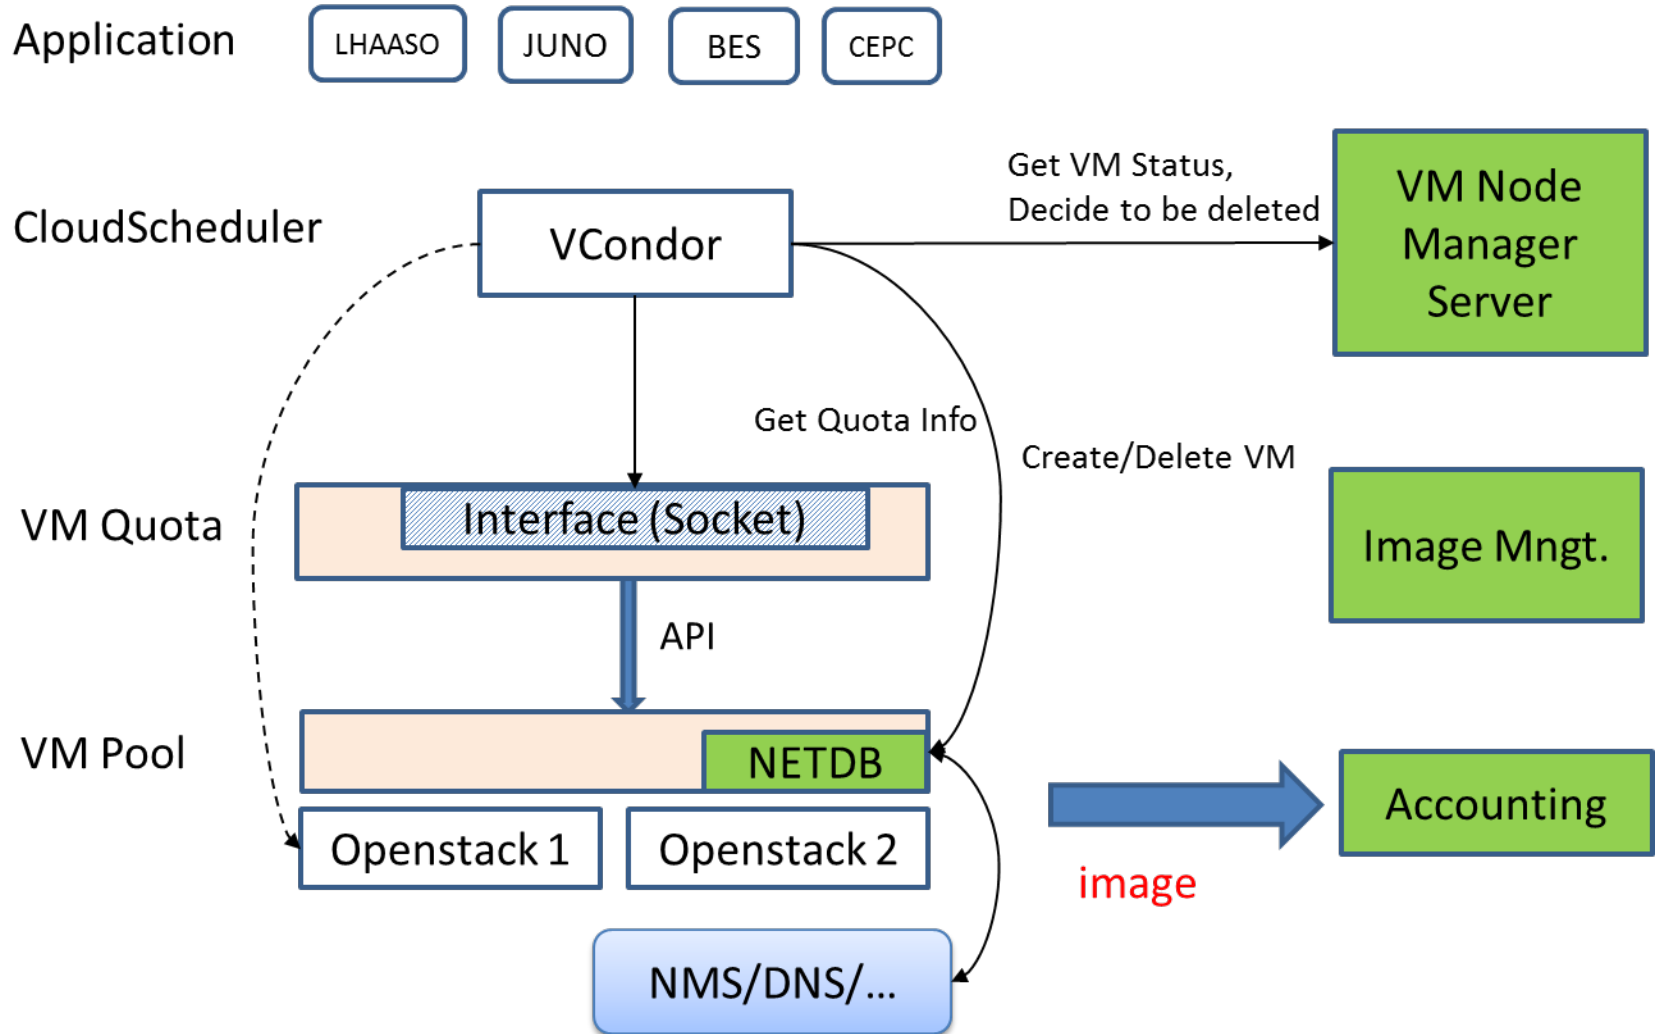 Application
LHAASO
JUNO
BES
CEPC
CloudScheduler
VCondor
Get VM Status,
Decide to be deleted
VM Node
Manager
Server
Get Quota Info
Create/Delete VM
VM Quota
Interface (Socket)
Image Mngt.
API
VM Pool
NETDB
Accounting
Openstack 1
Openstack 2
image
NMS/DNS/...